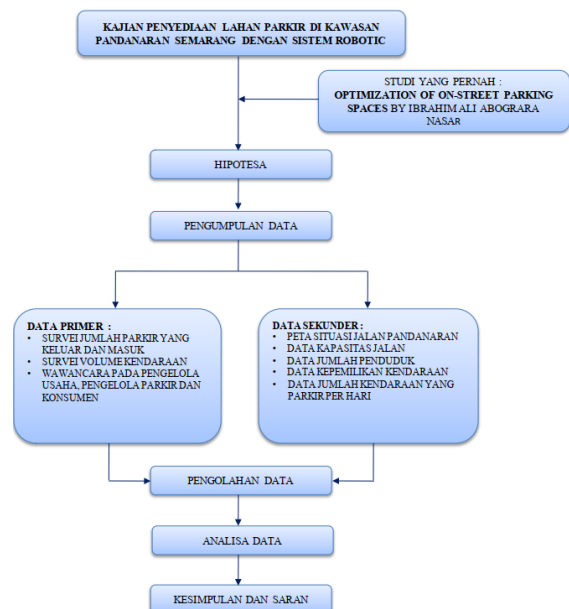 KAJIAN PENYEDIAAN LAHAN PARKIR DI KAWASAN
PANDANARAN SEMARANG DENGAN SISTEM ROBOTIC
STUDI YANG PERNAH :
OPTIMIZATION OF ON-STREET PARKING
SPACES BY IBRAHIM ALI ABOGRARA
NASAR
HIPOTESA
PENGUMPULAN DATA
DATA PRIMER :
• SURVEI JUMLAH PARKIR YANG
KELUAR DAN MASUK
• SURVEI VOLUME KENDARAAN
• WAWANCARA PADA PENGELOLA
USAHA, PENGELOLA PARKIR DAN
KONSUMEN
DATA SEKUNDER :
• PETA SITUASI JALAN PANDANARAN
• DATA KAPASITAS JALAN
• DATA JUMLAH PENDUDUK
• DATA KEPEMILIKAN KENDARAAN
• DATA JUMLAH KENDARAAN YANG
PARKIR PER HARI
PENGOLAHAN DATA
ANALISA DATA
KESIMPULAN DAN SARAN